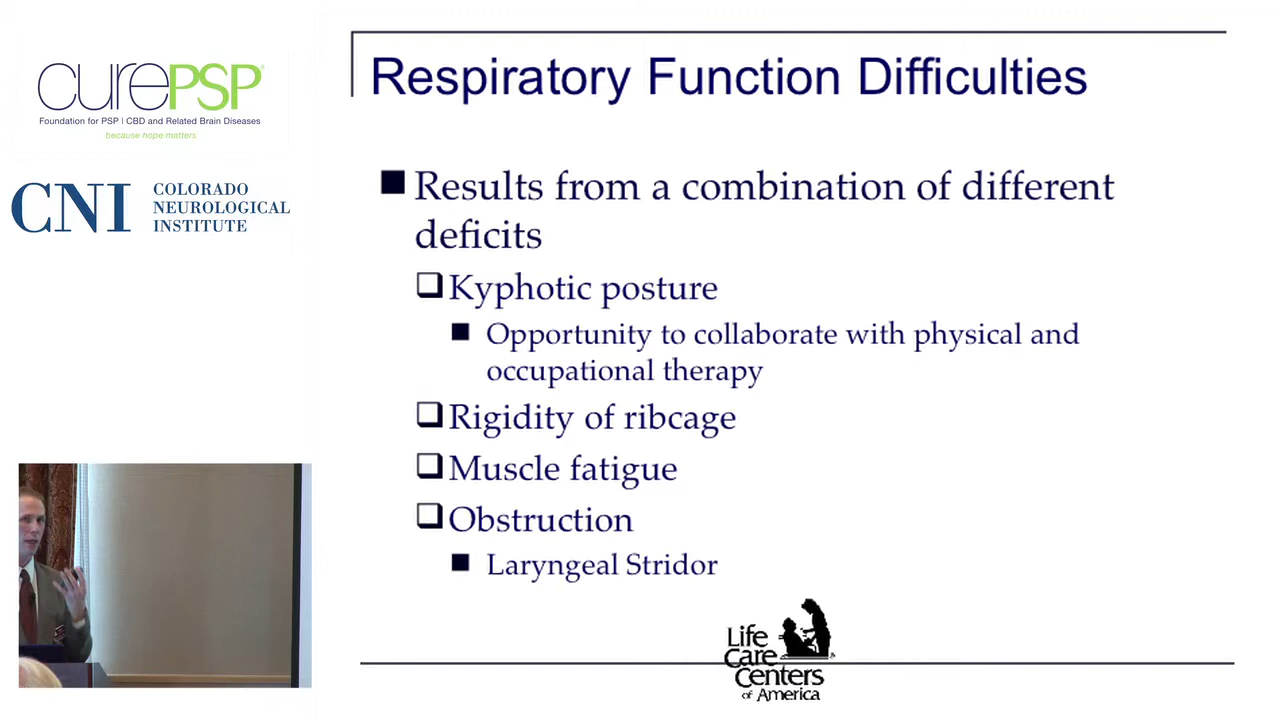 curePSP
Foundation for PSP | CBD and Related Brain Diseases
because hope matters
CNI
COLORADO
NEUROLOGICAL
INSTITUTE
Respiratory Function Difficulties
Results from a combination of different
deficits
Kyphotic posture
Opportunity to collaborate with physical and
occupational therapy
Rigidity of ribcage
Muscle fatigue
Obstruction
Laryngeal Stridor
Life
Care
Centers
of America